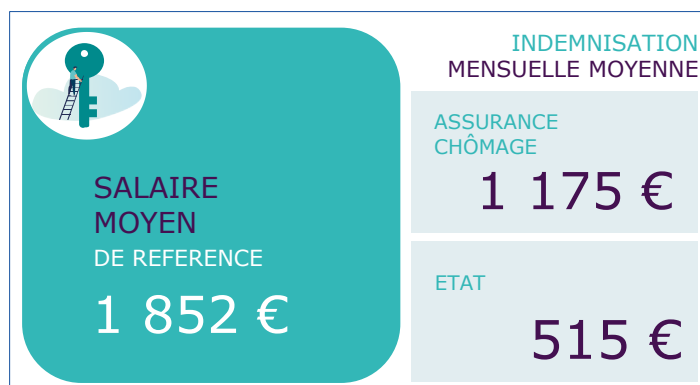 SALAIRE
MOYEN
DE REFERENCE
1 852 €
INDEMNISATION
MENSUELLE MOYENNE
ASSURANCE
CHÔMAGE
1 175 €
ETAT
515 €